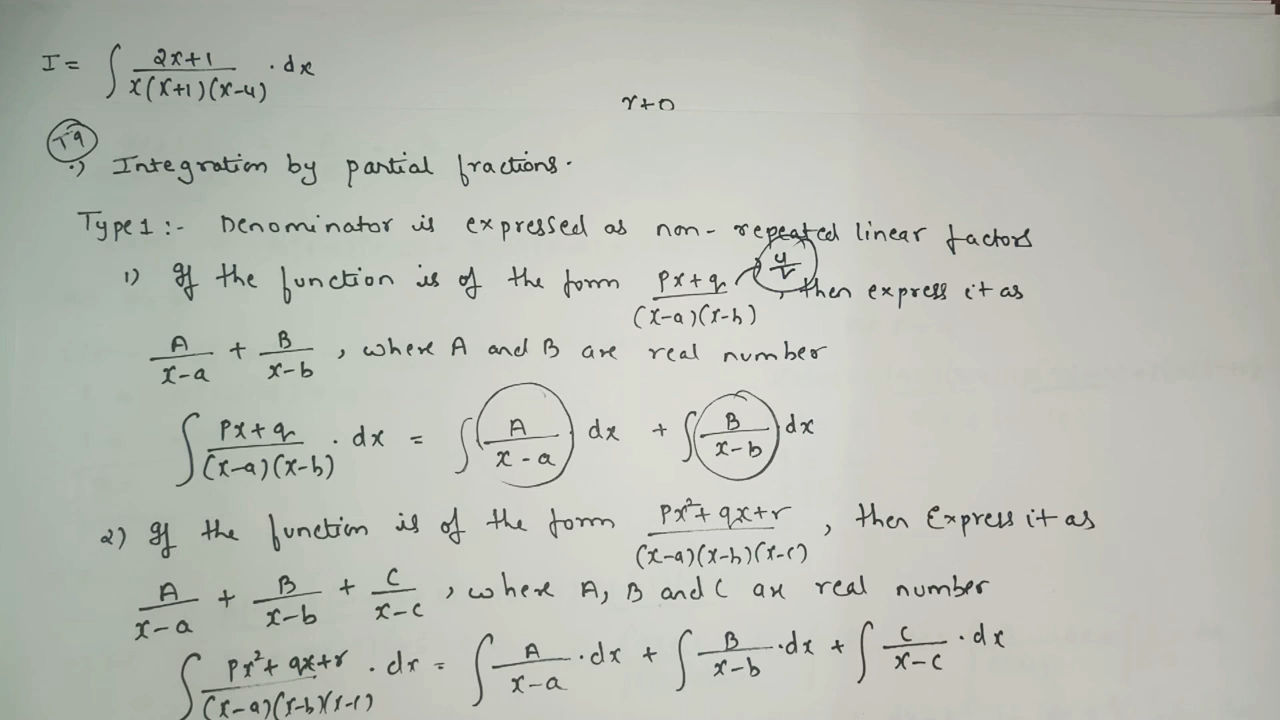 I = ∫ 2x+1 / x(x+1)(x-4) · dx
x+0
T-9
·) Integration by partial fractions.
Type 1 :- Denominator is expressed as non-repeated linear factors
1) If the function is of the form px+q / (x-a)(x-b) , then express it as
A / x-a + B / x-b , where A and B are real number
∫ px+q / (x-a)(x-b) · dx = ∫ A / x-a dx + ∫ B / x-b dx
2) If the function is of the form px²+qx+r / (x-a)(x-b)(x-c) , then Express it as
A / x-a + B / x-b + C / x-c , where A, B and C are real number
∫ px²+qx+r / (x-a)(x-b)(x-c) · dx = ∫ A / x-a · dx + ∫ B / x-b · dx + ∫ C / x-c · dx